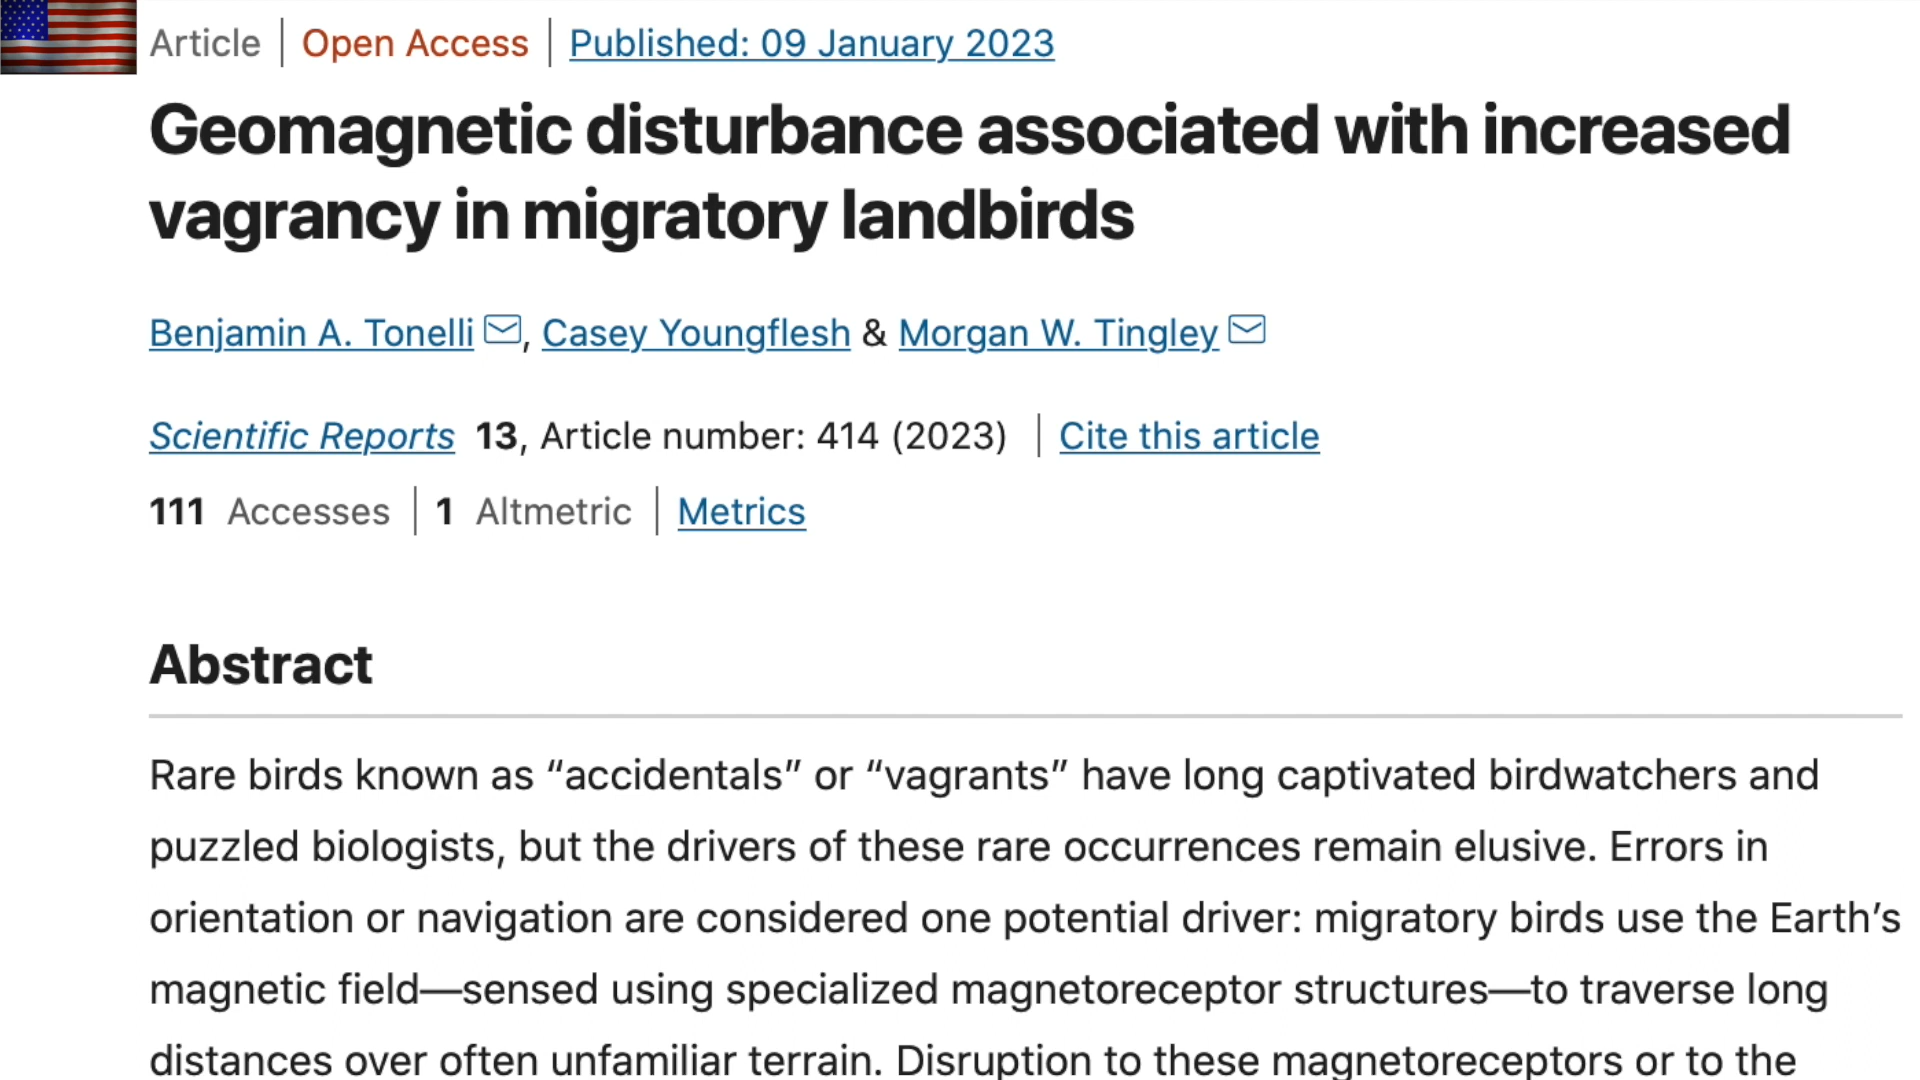 Article | Open Access | Published: 09 January 2023
Geomagnetic disturbance associated with increased
vagrancy in migratory landbirds
Benjamin A. Tonelli, Casey Youngflesh & Morgan W. Tingley
Scientific Reports 13, Article number: 414 (2023) | Cite this article
111 Accesses | 1 Altmetric | Metrics
Abstract
Rare birds known as “accidentals” or “vagrants” have long captivated birdwatchers and
puzzled biologists, but the drivers of these rare occurrences remain elusive. Errors in
orientation or navigation are considered one potential driver: migratory birds use the Earth’s
magnetic field—sensed using specialized magnetoreceptor structures—to traverse long
distances over often unfamiliar terrain. Disruption to these magnetoreceptors or to the